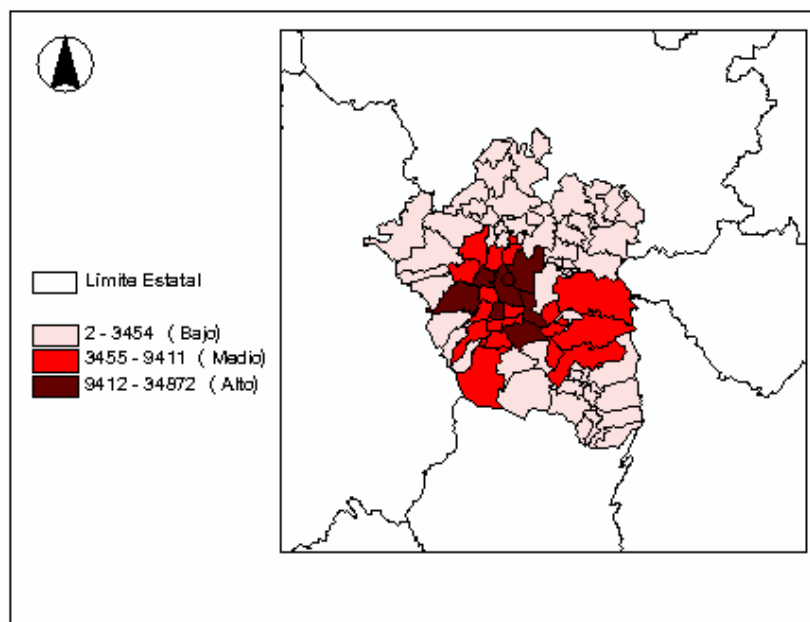 Límite Estatal
2 - 3454 ( Bajo)
3455 - 9411 ( Medio)
9412 - 34872 ( Alto)